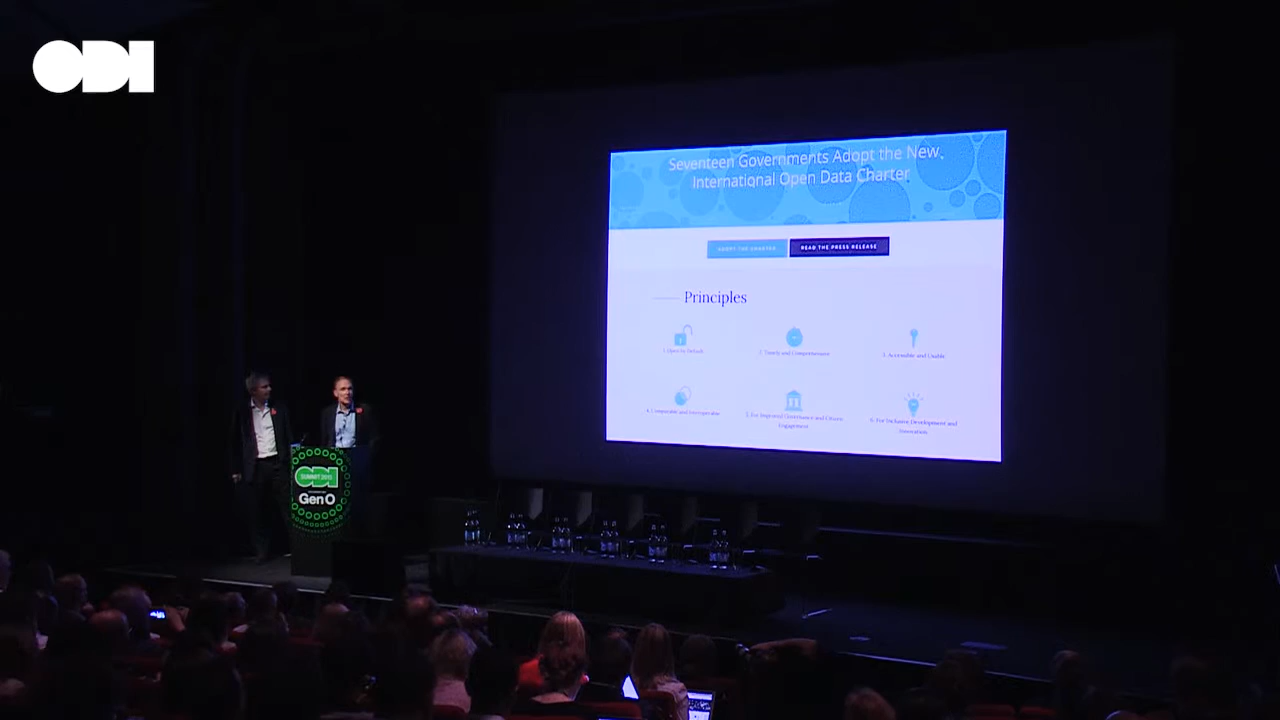 ODI
Seventeen Governments Adopt the New,
International Open Data Charter
ADOPT THE CHARTER
READ THE PRESS RELEASE
Principles
1. Open by Default
2. Timely and Comprehensive
3. Accessible and Usable
4. Comparable and Interoperable
5. For Improved Governance and Citizen
Engagement
6. For Inclusive Development and
Innovation
ODI
SUMMIT 2015
Gen O